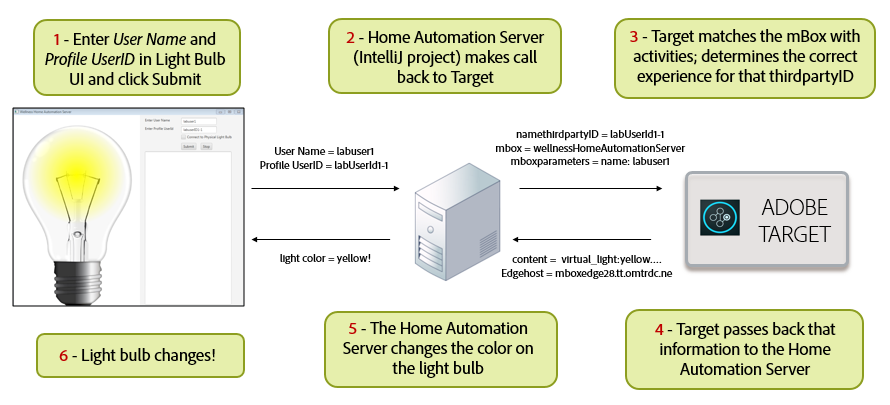 1 - Enter User Name and
Profile UserID in Light Bulb
UI and click Submit
2 - Home Automation Server
(IntelliJ project) makes call
back to Target
3 - Target matches the mBox with
activities; determines the correct
experience for that thirdpartyID
Wellness Home Automation Server
Enter User Name
labuser1
Enter Profile UserId
labUserID1-1
Connect to Physical Light Bulb
Submit
Stop
User Name = labuser1
Profile UserID = labUserId1-1
light color = yellow!
namethirdpartyID = labUserId1-1
mbox = wellnessHomeAutomationServer
mboxparameters = name: labuser1
content = virtual_light:yellow....
Edgehost = mboxedge28.tt.omtrdc.ne
ADOBE
TARGET
6 - Light bulb changes!
5 - The Home Automation
Server changes the color on
the light bulb
4 - Target passes back that
information to the Home
Automation Server